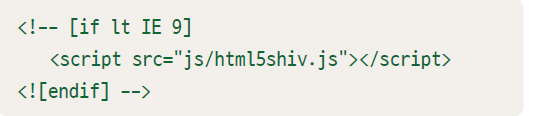 <!-- [if lt IE 9]
<script src="js/html5shiv.js"></script>
<![endif] -->